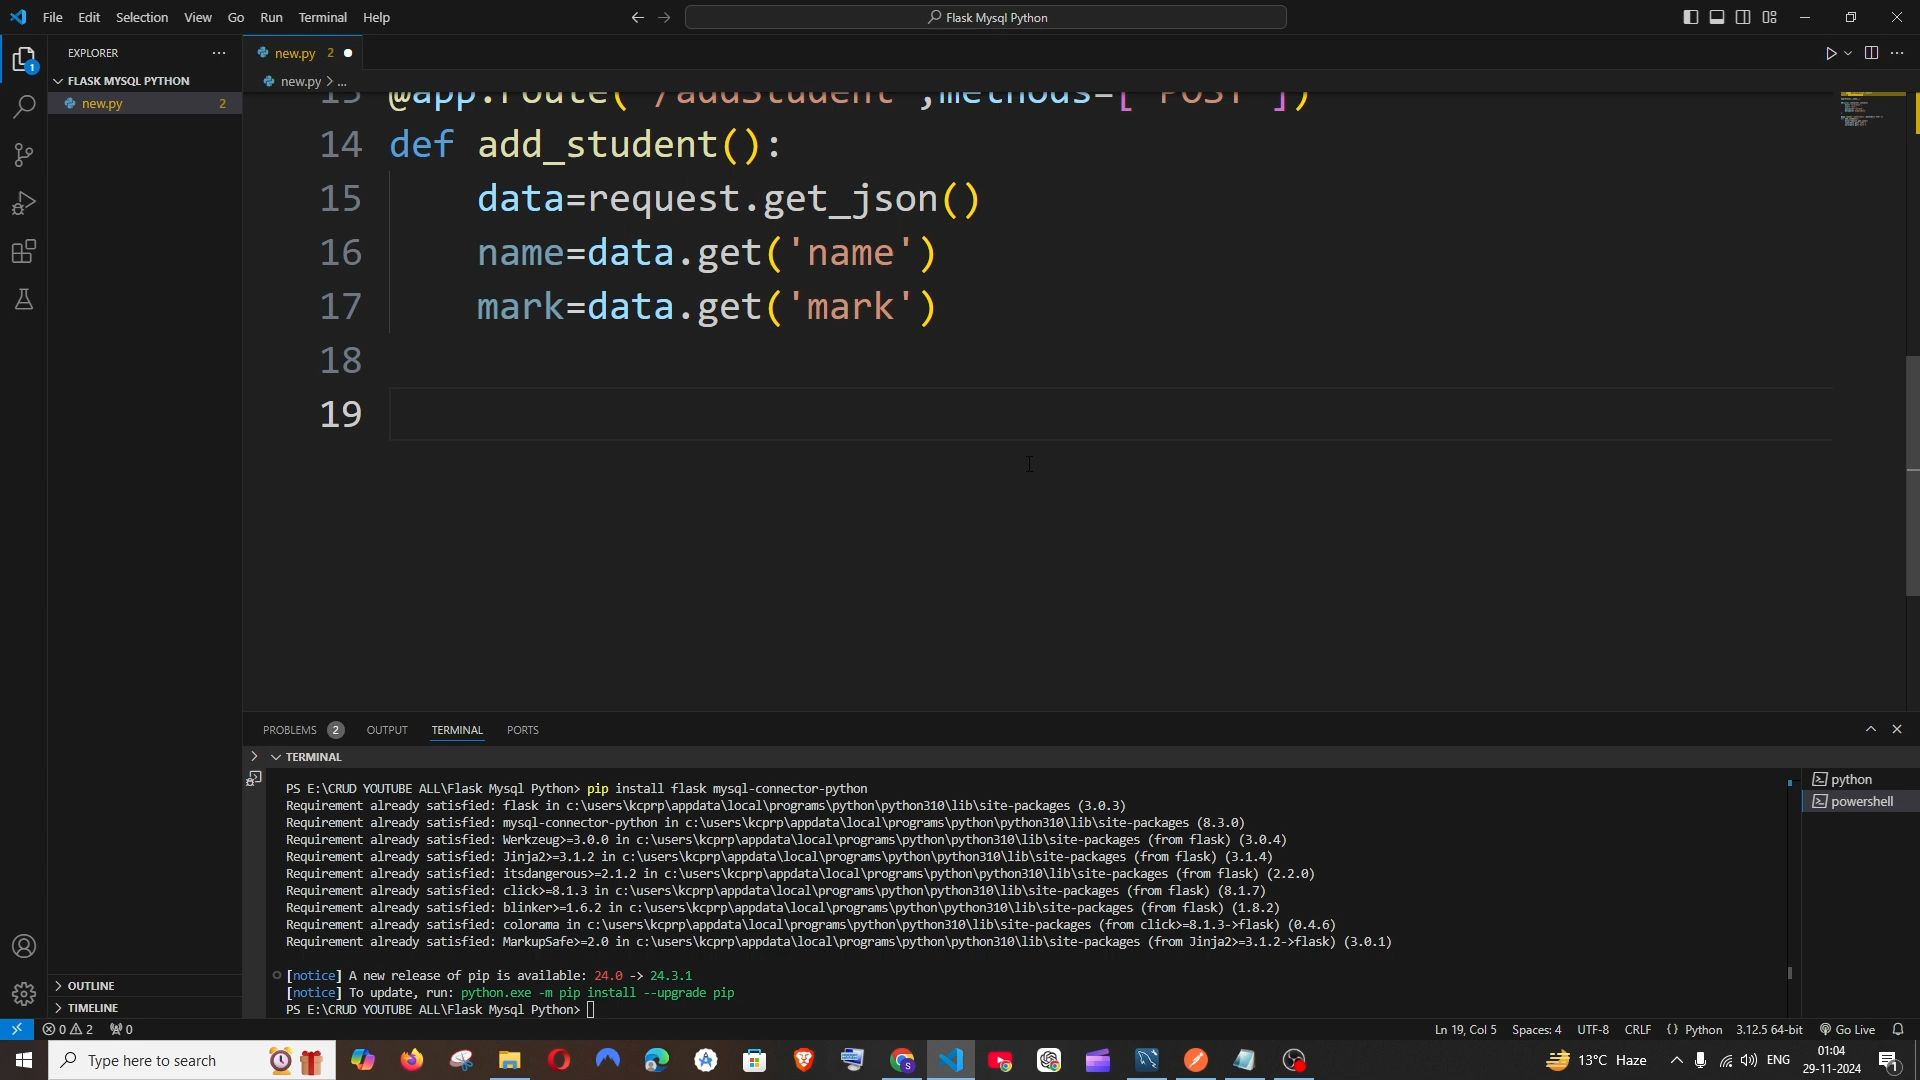 File Edit Selection View Go Run Terminal Help
Flask Mysql Python
EXPLORER
new.py 2
1
FLASK MYSQL PYTHON
new.py > ...
new.py 2
13 @app.route('/addStudent',methods=['POST'])
14 def add_student():
15 data=request.get_json()
16 name=data.get('name')
17 mark=data.get('mark')
18
19
PROBLEMS 2 OUTPUT TERMINAL PORTS
TERMINAL
PS E:\CRUD YOUTUBE ALL\Flask Mysql Python> pip install flask mysql-connector-python
Requirement already satisfied: flask in c:\users\kcprp\appdata\local\programs\python\python310\lib\site-packages (3.0.3)
Requirement already satisfied: mysql-connector-python in c:\users\kcprp\appdata\local\programs\python\python310\lib\site-packages (8.3.0)
Requirement already satisfied: Werkzeug>=3.0.0 in c:\users\kcprp\appdata\local\programs\python\python310\lib\site-packages (from flask) (3.0.4)
Requirement already satisfied: Jinja2>=3.1.2 in c:\users\kcprp\appdata\local\programs\python\python310\lib\site-packages (from flask) (3.1.4)
Requirement already satisfied: itsdangerous>=2.1.2 in c:\users\kcprp\appdata\local\programs\python\python310\lib\site-packages (from flask) (2.2.0)
Requirement already satisfied: click>=8.1.3 in c:\users\kcprp\appdata\local\programs\python\python310\lib\site-packages (from flask) (8.1.7)
Requirement already satisfied: blinker>=1.6.2 in c:\users\kcprp\appdata\local\programs\python\python310\lib\site-packages (from flask) (1.8.2)
Requirement already satisfied: colorama in c:\users\kcprp\appdata\local\programs\python\python310\lib\site-packages (from click>=8.1.3->flask) (0.4.6)
Requirement already satisfied: MarkupSafe>=2.0 in c:\users\kcprp\appdata\local\programs\python\python310\lib\site-packages (from Jinja2>=3.1.2->flask) (3.0.1)
[notice] A new release of pip is available: 24.0 -> 24.3.1
[notice] To update, run: python.exe -m pip install --upgrade pip
PS E:\CRUD YOUTUBE ALL\Flask Mysql Python>
python
powershell
OUTLINE
TIMELINE
0 2 0
Ln 19, Col 5 Spaces: 4 UTF-8 CRLF {} Python 3.12.5 64-bit Go Live
Type here to search
13°C Haze
ENG
01:04
29-11-2024
1